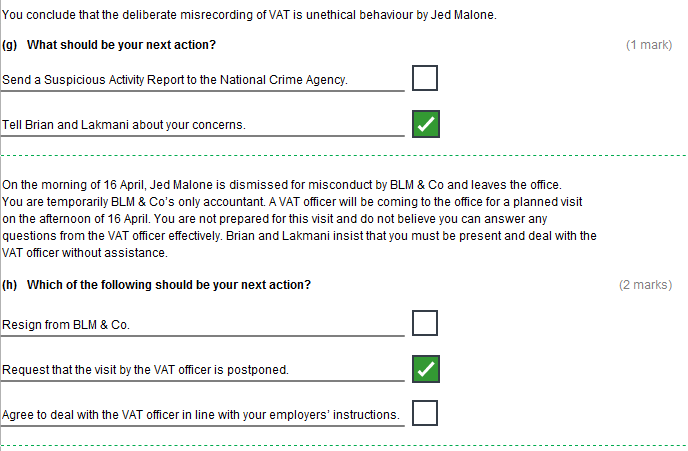 You conclude that the deliberate misrecording of VAT is unethical behaviour by Jed Malone.
(g) What should be your next action? (1 mark)
Send a Suspicious Activity Report to the National Crime Agency.
Tell Brian and Lakmani about your concerns.
On the morning of 16 April, Jed Malone is dismissed for misconduct by BLM & Co and leaves the office.
You are temporarily BLM & Co's only accountant. A VAT officer will be coming to the office for a planned visit
on the afternoon of 16 April. You are not prepared for this visit and do not believe you can answer any
questions from the VAT officer effectively. Brian and Lakmani insist that you must be present and deal with the
VAT officer without assistance.
(h) Which of the following should be your next action? (2 marks)
Resign from BLM & Co.
Request that the visit by the VAT officer is postponed.
Agree to deal with the VAT officer in line with your employers' instructions.